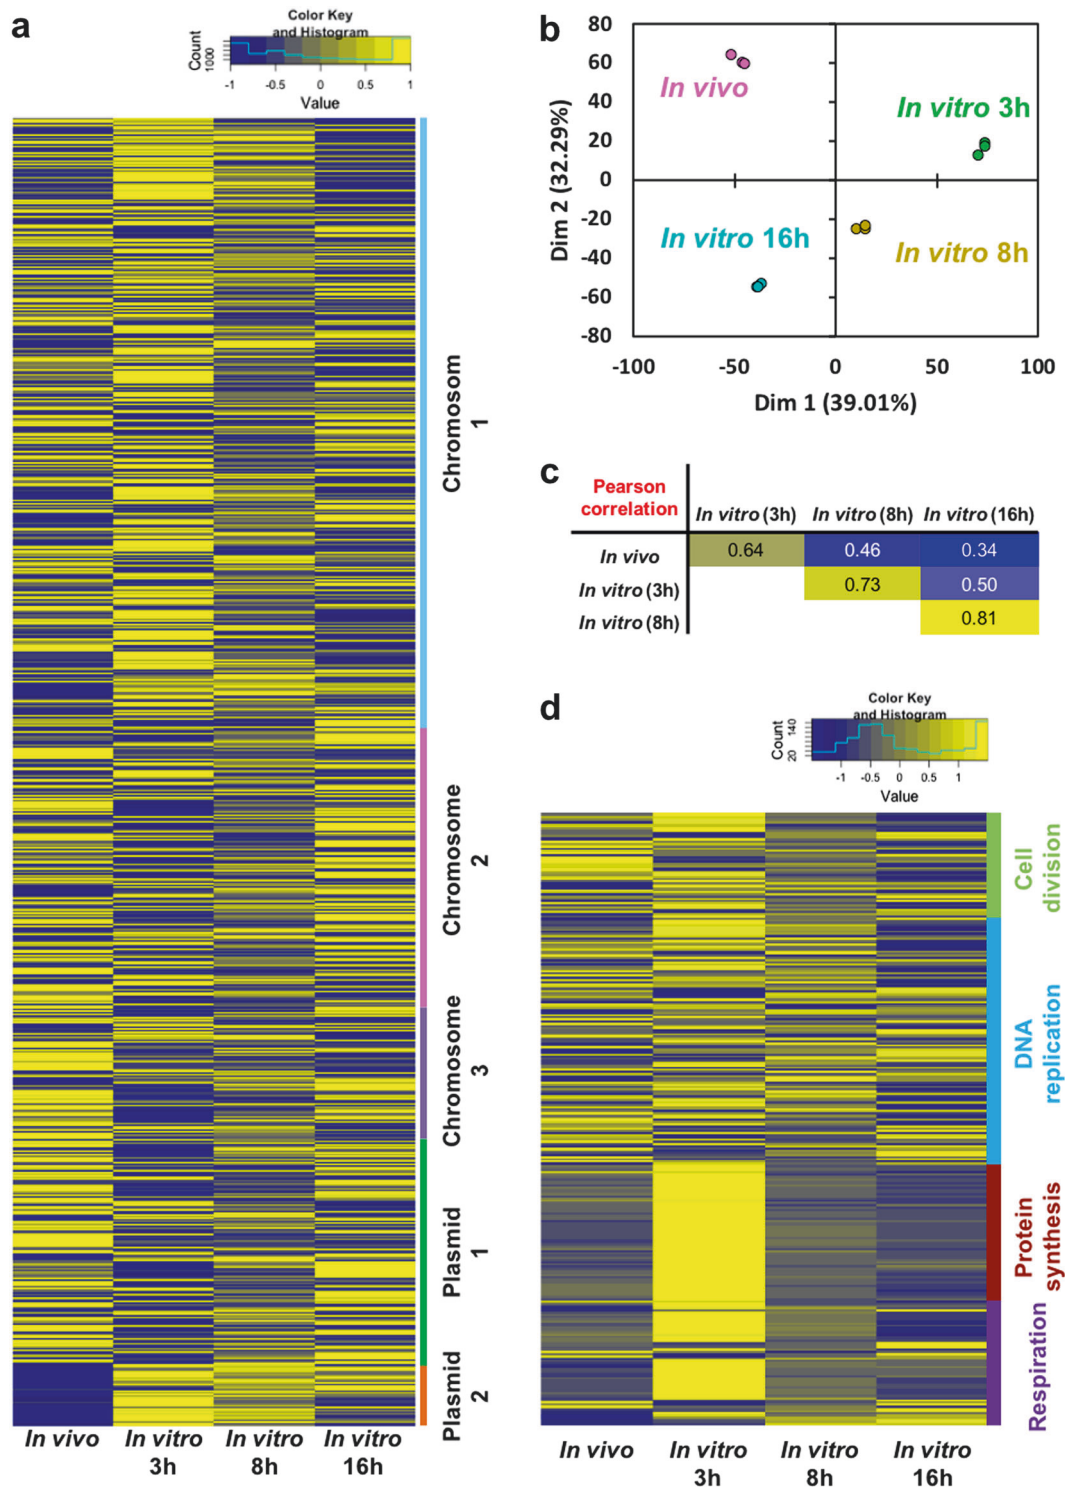 a
Color Key
and Histogram
Count
1000
-1 -0.5 0 0.5 1
Value
Chromosom
1
Chromosome
2
Chromosome
3
Plasmid
1
Plasmid
2
In vivo In vitro In vitro In vitro
3h 8h 16h
b
80
60
40
20
0
-20
-40
-60
-80
Dim 2 (32.29%)
In vivo
In vitro 3h
In vitro 16h
In vitro 8h
-100 -50 0 50 100
Dim 1 (39.01%)
c
Pearson
correlation
In vitro (3h) In vitro (8h) In vitro (16h)
In vivo 0.64 0.46 0.34
In vitro (3h) 0.73 0.50
In vitro (8h) 0.81
d
Color Key
and Histogram
Count
20 140
-1 -0.5 0 0.5 1
Value
Cell
division
DNA
replication
Protein
synthesis
Respiration
In vivo In vitro In vitro In vitro
3h 8h 16h